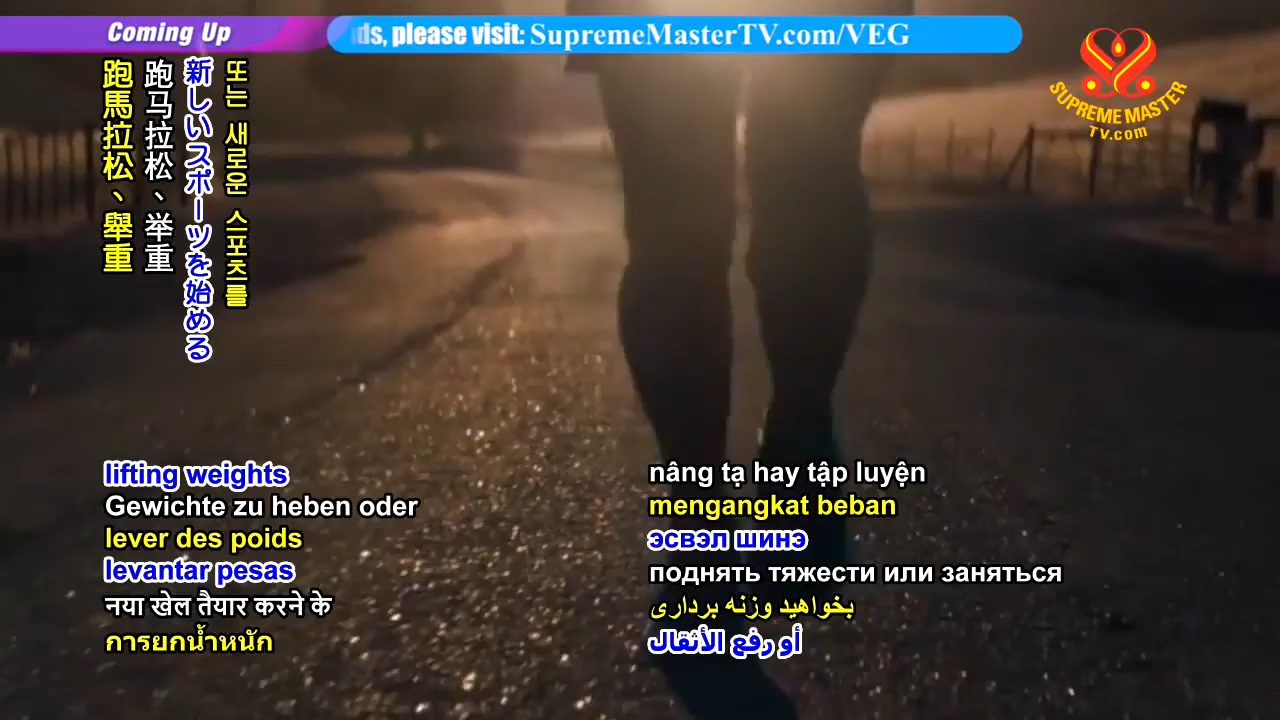 Coming Up
ds, please visit: SupremeMasterTV.com/VEG
SUPREME MASTER
TV.com
跑馬拉松、舉重
跑马拉松、举重
新しいスポーツを始める
또는 새로운 스포츠를
lifting weights
Gewichte zu heben oder
lever des poids
levantar pesas
नया खेल तैयार करने के
การยกน้ำหนัก
nâng tạ hay tập luyện
mengangkat beban
эсвэл шинэ
поднять тяжести или заняться
بخواهید وزنه برداری
أو رفع الأثقال